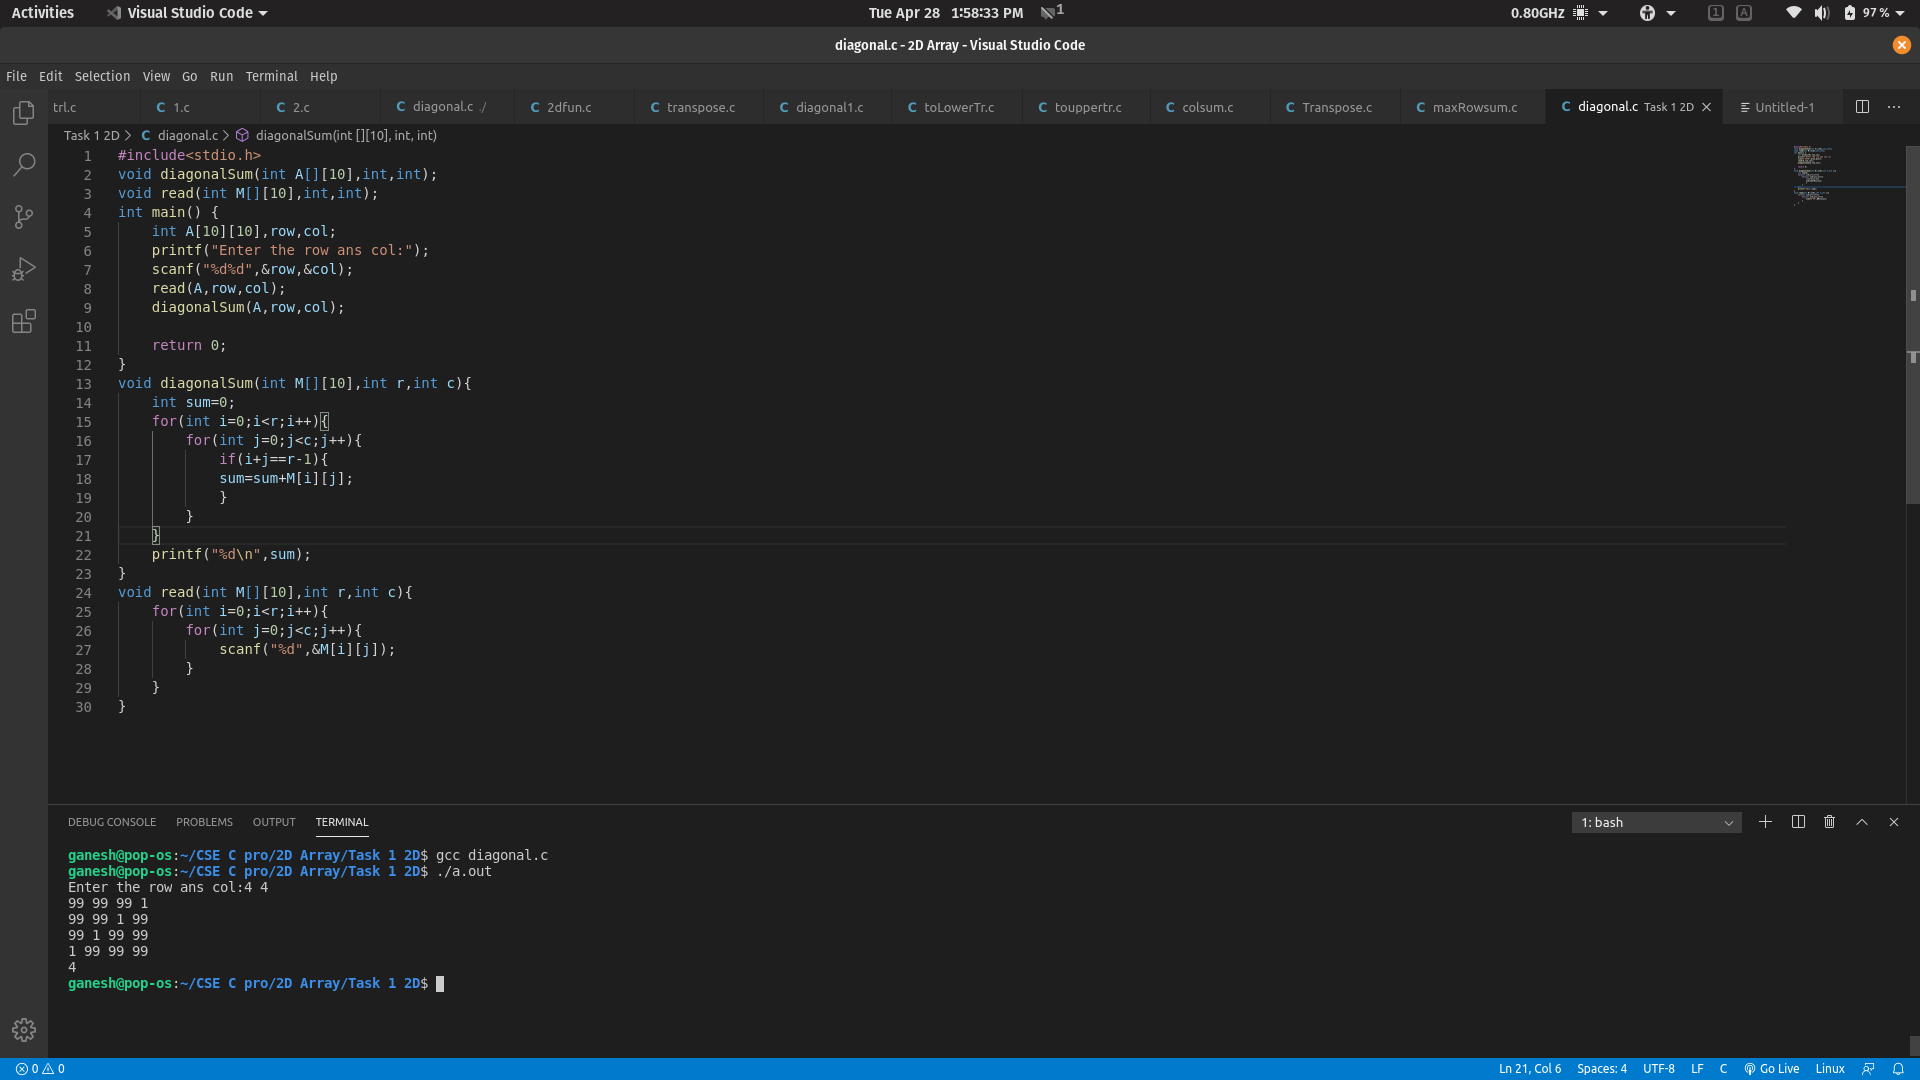 Activities Visual Studio Code Tue Apr 28 1:58:33 PM 1 0.80GHz 1 A 97 %
diagonal.c - 2D Array - Visual Studio Code
File Edit Selection View Go Run Terminal Help
trl.c C 1.c C 2.c C diagonal.c ./ C 2dfun.c C transpose.c C diagonal1.c C toLowerTr.c C touppertr.c C colsum.c C Transpose.c C maxRowsum.c C diagonal.c Task 1 2D Untitled-1
Task 1 2D > C diagonal.c > diagonalSum(int [][10], int, int)
1 #include<stdio.h>
2 void diagonalSum(int A[][10],int,int);
3 void read(int M[][10],int,int);
4 int main() {
5 int A[10][10],row,col;
6 printf("Enter the row ans col:");
7 scanf("%d%d",&row,&col);
8 read(A,row,col);
9 diagonalSum(A,row,col);
10
11 return 0;
12 }
13 void diagonalSum(int M[][10],int r,int c){
14 int sum=0;
15 for(int i=0;i<r;i++){
16 for(int j=0;j<c;j++){
17 if(i+j==r-1){
18 sum=sum+M[i][j];
19 }
20 }
21 }
22 printf("%d\n",sum);
23 }
24 void read(int M[][10],int r,int c){
25 for(int i=0;i<r;i++){
26 for(int j=0;j<c;j++){
27 scanf("%d",&M[i][j]);
28 }
29 }
30 }
DEBUG CONSOLE PROBLEMS OUTPUT TERMINAL 1: bash
ganesh@pop-os:~/CSE C pro/2D Array/Task 1 2D$ gcc diagonal.c
ganesh@pop-os:~/CSE C pro/2D Array/Task 1 2D$ ./a.out
Enter the row ans col:4 4
99 99 99 1
99 99 1 99
99 1 99 99
1 99 99 99
4
ganesh@pop-os:~/CSE C pro/2D Array/Task 1 2D$
0 0 Ln 21, Col 6 Spaces: 4 UTF-8 LF C Go Live Linux